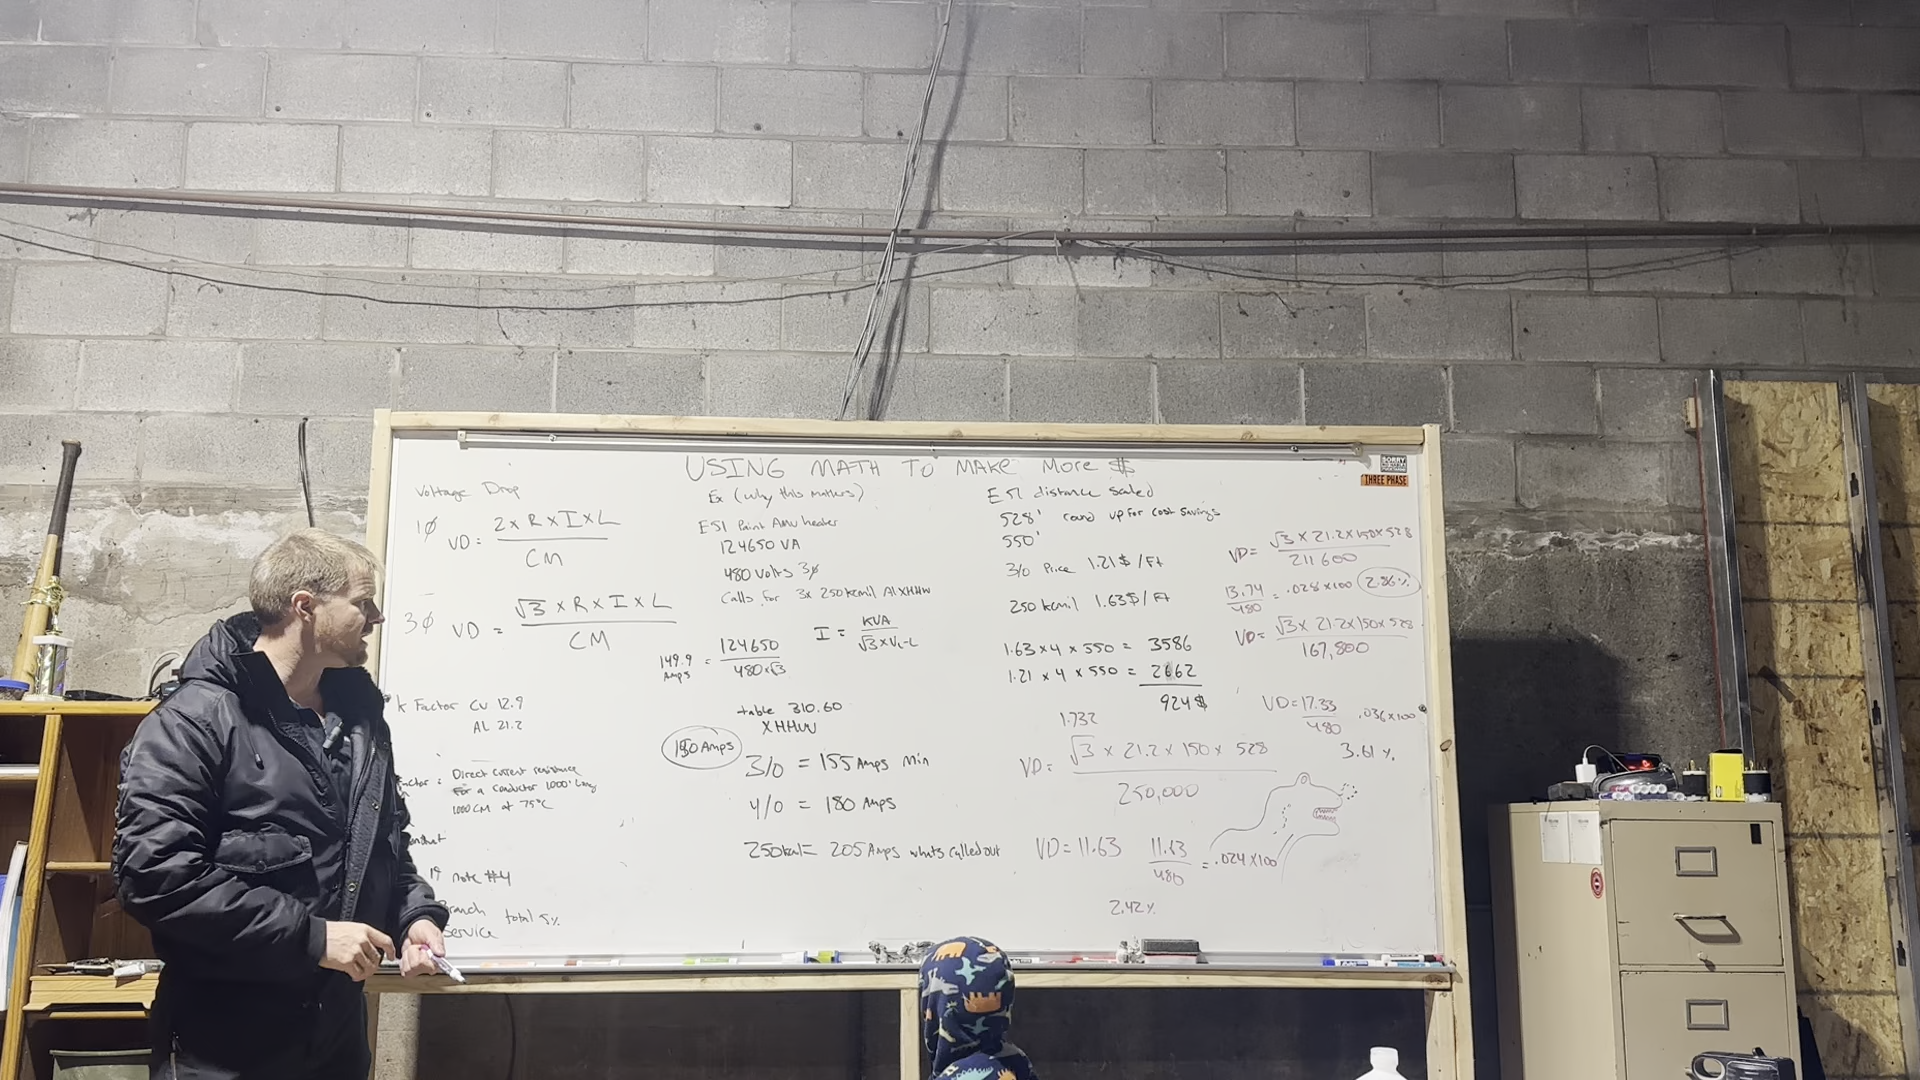 USING MATH TO MAKE MORE $$
SORRY
THREE PHASE
Voltage Drop
1ø VD = 2 x R x I x L
CM
3ø VD = √3 x R x I x L
CM
k Factor CU 12.9
AL 21.2
Direct current resistance
For a conductor 1000' Long
1000 CM at 75°C
19 note #4
Branch total 5%
Service
Ex (why this matters)
ES1 Paint AMU heater
124650 VA
480 Volts 3ø
Calls for 3x 250kcmil Al XHHW
149.9 Amps = 124650
480x√3
I = KVA
√3 x VL-L
table 310.60
XHHW
150 Amps
3/0 = 155 Amps Min
4/0 = 180 Amps
250kcmil = 205 Amps whats called out
ES1 distance scaled
528' round up for cost savings
550'
3/0 Price 1.21$/Ft
250 kcmil 1.63$/Ft
1.63 x 4 x 550 = 3586
1.21 x 4 x 550 = 2662
924$
1.732
VD = √3 x 21.2 x 150 x 528
250,000
VD = 11.63 11.63
480 = .024 x 100
2.42%
VD = √3 x 21.2 x 150 x 528
211600
13.74
480 = .028 x 100 2.86%
VD = √3 x 21.2 x 150 x 528
167,800
VD = 17.33
480 .036 x 100
3.61%